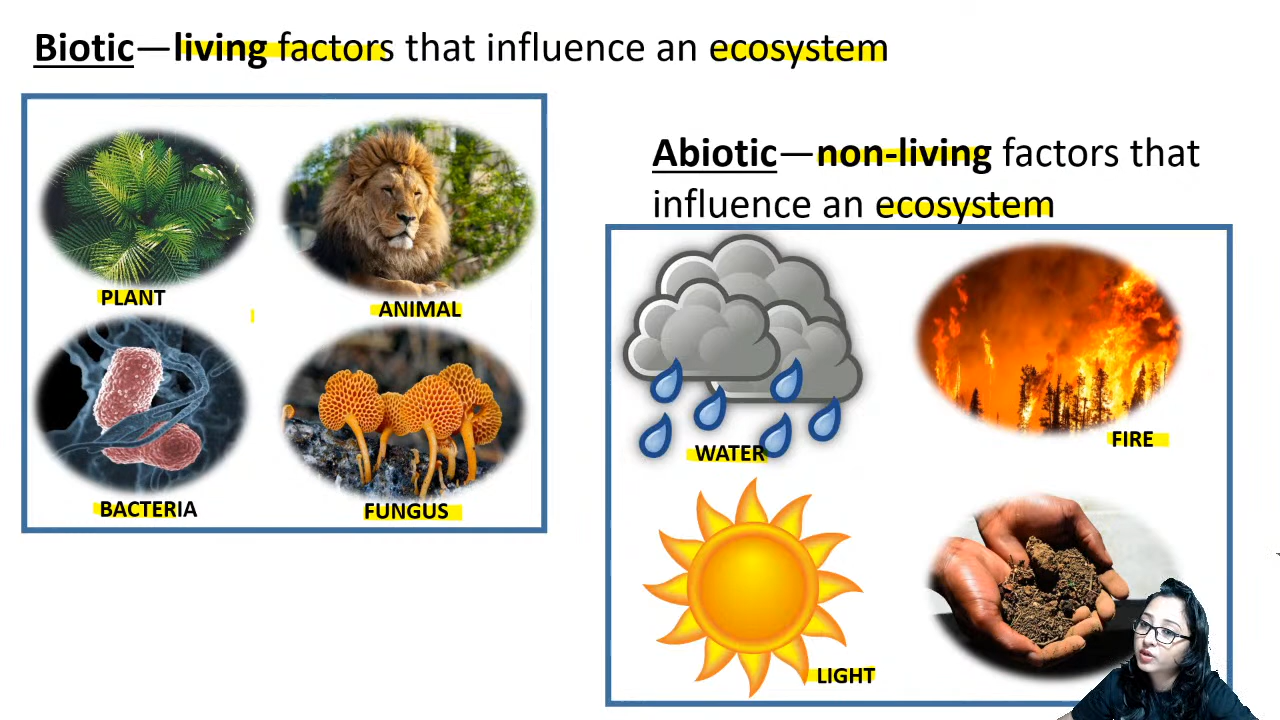 Biotic—living factors that influence an ecosystem
Abiotic—non-living factors that
influence an ecosystem
PLANT
ANIMAL
BACTERIA
FUNGUS
WATER
FIRE
LIGHT